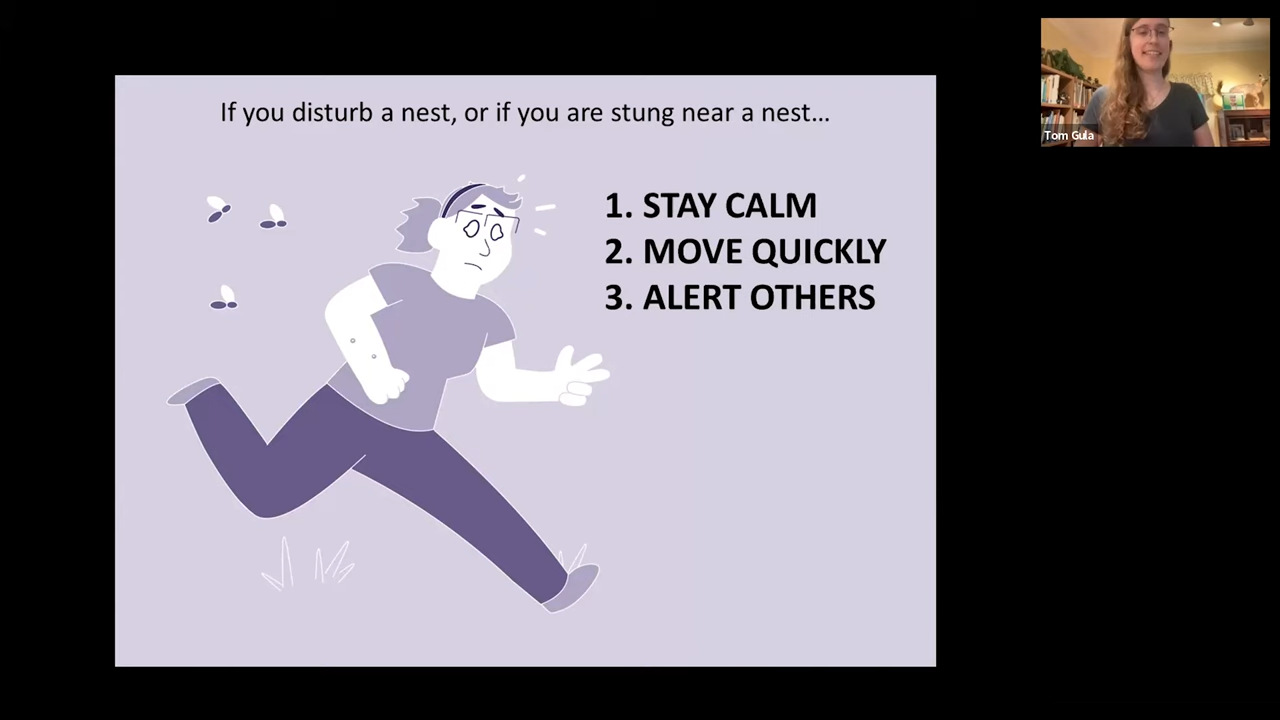 If you disturb a nest, or if you are stung near a nest…
1. STAY CALM
2. MOVE QUICKLY
3. ALERT OTHERS
Tom Gula